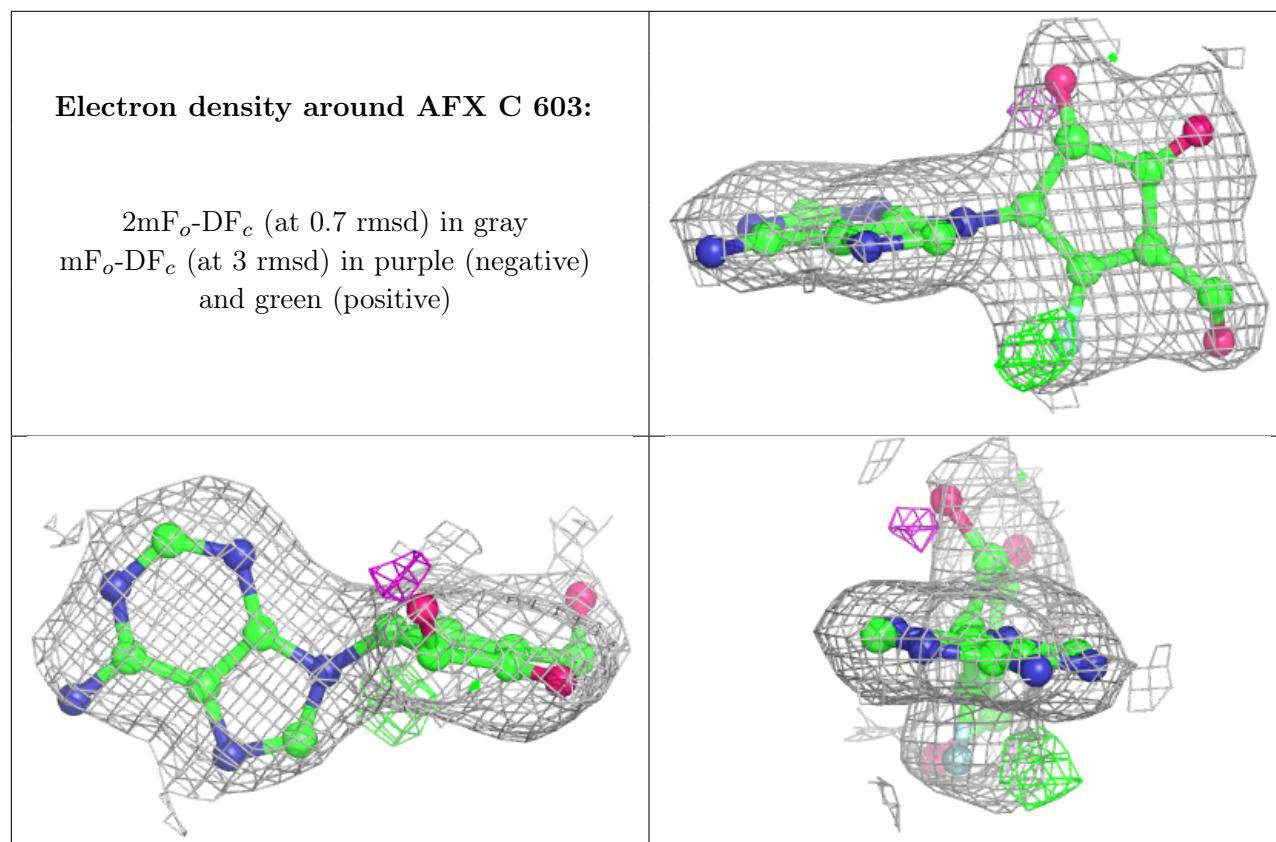 Electron density around AFX C 603:
2mFo-DFc (at 0.7 rmsd) in gray
mFo-DFc (at 3 rmsd) in purple (negative)
and green (positive)